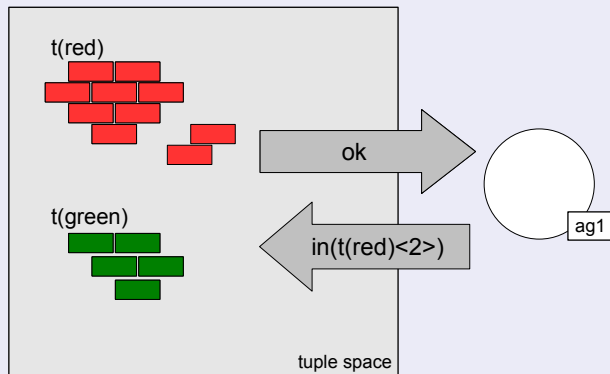 t(red)
ok
ag1
t(green)
in(t(red)<2>)
tuple space